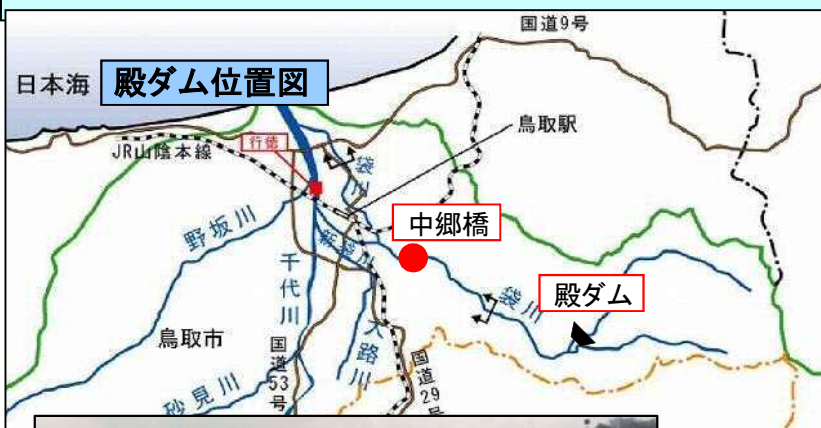 国道9号
日本海
殿ダム位置図
鳥取駅
JR山陰本線
行徳
袋川
中郷橋
野坂川
新袋川
千代川
袋川
殿ダム
鳥取市
大路川
国道53号
国道29号
砂見川